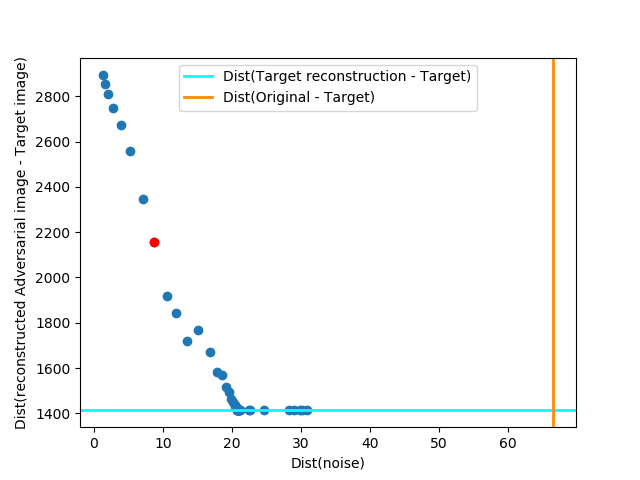 Dist(Target reconstruction - Target)
Dist(Original - Target)
Dist(reconstructed Adversarial image - Target image)
2800
2600
2400
2200
2000
1800
1600
1400
0 10 20 30 40 50 60
Dist(noise)